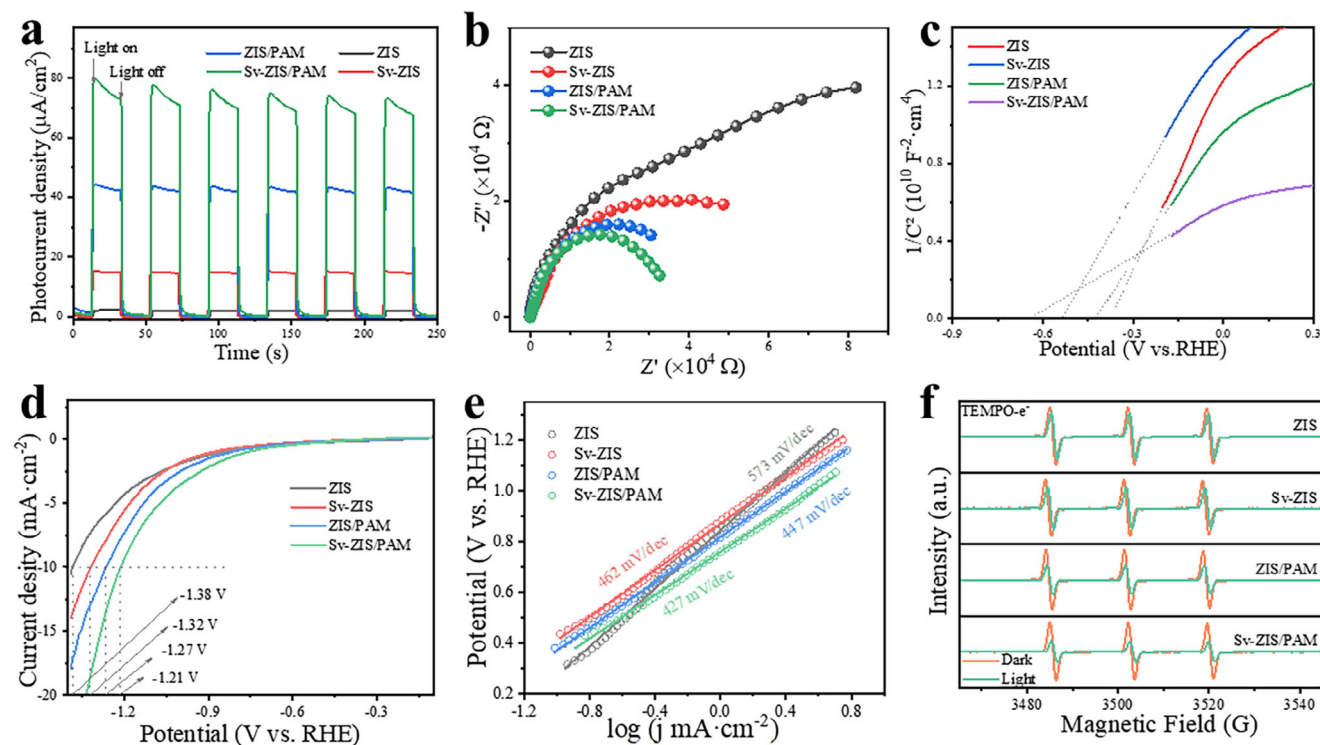 a
Light on
Light off
ZIS/PAM
ZIS
Sv-ZIS/PAM
Sv-ZIS
Photocurrent density (μA/cm²)
80
60
40
20
0
0 50 100 150 200 250
Time (s)
b
ZIS
Sv-ZIS
ZIS/PAM
Sv-ZIS/PAM
-Z'' (×10⁴ Ω)
4
2
0
0 2 4 6 8
Z' (×10⁴ Ω)
c
ZIS
Sv-ZIS
ZIS/PAM
Sv-ZIS/PAM
1/C² (10¹⁰ F⁻²·cm⁴)
1.2
0.8
0.4
0.0
-0.9 -0.6 -0.3 0.0 0.3
Potential (V vs.RHE)
d
ZIS
Sv-ZIS
ZIS/PAM
Sv-ZIS/PAM
-1.38 V
-1.32 V
-1.27 V
-1.21 V
Current desity (mA·cm⁻²)
0
-5
-10
-15
-20
-1.2 -0.9 -0.6 -0.3
Potential (V vs. RHE)
e
ZIS
Sv-ZIS
ZIS/PAM
Sv-ZIS/PAM
573 mV/dec
462 mV/dec
447 mV/dec
427 mV/dec
Potential (V vs. RHE)
1.2
1.0
0.8
0.6
0.4
0.2
-1.2 -0.8 -0.4 0.0 0.4 0.8
log (j mA·cm⁻²)
f
TEMPO-e⁻
ZIS
Sv-ZIS
ZIS/PAM
Sv-ZIS/PAM
Dark
Light
Intensity (a.u.)
3480 3510 3540
Magnetic Field (G)